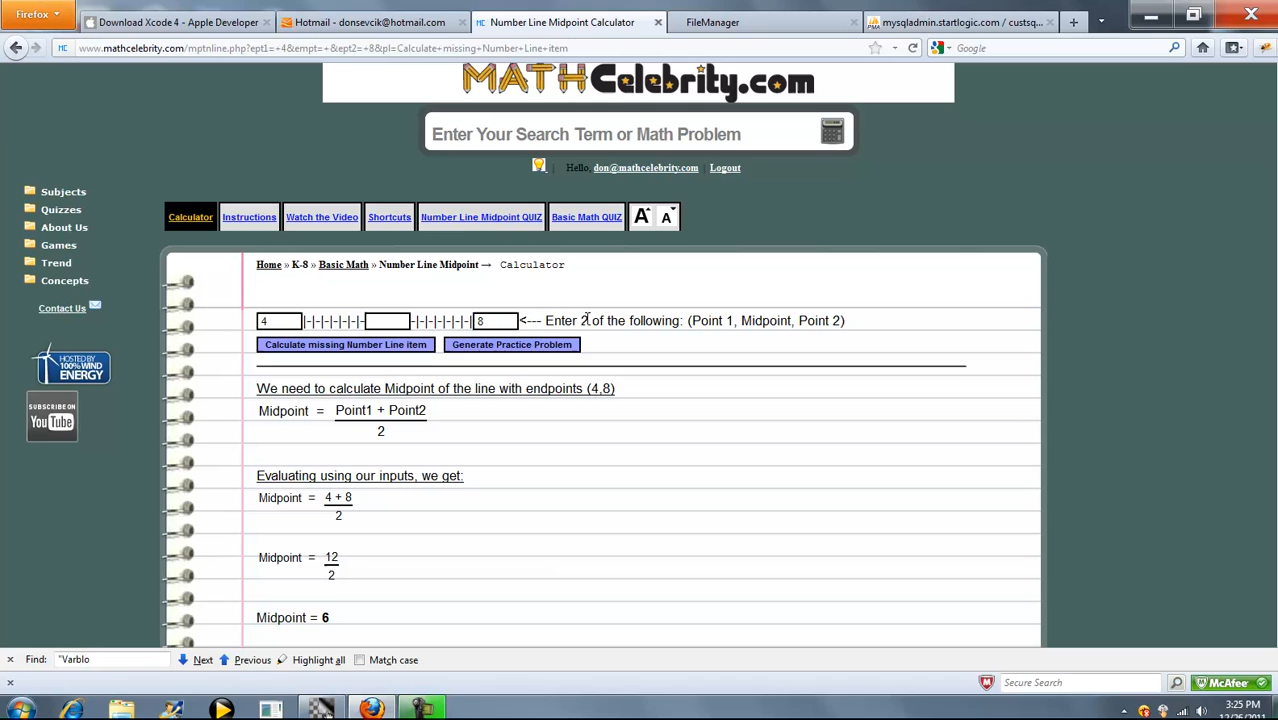 Firefox
Download Xcode 4 - Apple Developer
Hotmail - donsevcik@hotmail.com
Number Line Midpoint Calculator
FileManager
mysqladmin.startlogic.com / custsq...
www.mathcelebrity.com/mptnline.php?ept1=+4&empt=+&ept2=+8&pl=Calculate+missing+Number+Line+item
Google
MATHCelebrity.com
Enter Your Search Term or Math Problem
Hello, don@mathcelebrity.com | Logout
Subjects
Quizzes
About Us
Games
Trend
Concepts
Contact Us
HOSTED BY
100% WIND
ENERGY
SUBSCRIBE ON
YouTube
Calculator
Instructions
Watch the Video
Shortcuts
Number Line Midpoint QUIZ
Basic Math QUIZ
A A
Home » K-8 » Basic Math » Number Line Midpoint → Calculator
4 |-|-|-|-|-|- -|-|-|-|-|-| 8 <--- Enter 2 of the following: (Point 1, Midpoint, Point 2)
Calculate missing Number Line item
Generate Practice Problem
We need to calculate Midpoint of the line with endpoints (4,8)
Midpoint = Point1 + Point2
2
Evaluating using our inputs, we get:
Midpoint = 4 + 8
2
Midpoint = 12
2
Midpoint = 6
× Find: "Varblo Next Previous Highlight all Match case
× Secure Search McAfee
3:25 PM
12/26/2011